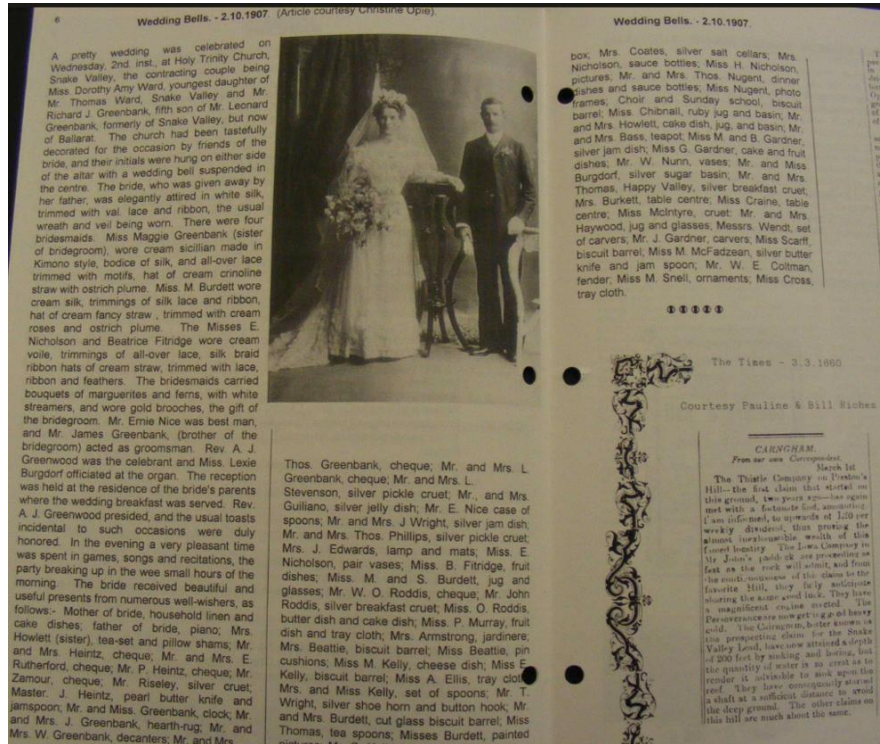 6
Wedding Bells. - 2.10.1907. (Article courtesy Christine Opie).
A pretty wedding was celebrated on
Wednesday, 2nd. inst., at Holy Trinity Church,
Snake Valley, the contracting couple being
Miss Dorothy Amy Ward, youngest daughter of
Mr Thomas Ward, Snake Valley and Mr.
Richard J. Greenbank, fifth son of Mr. Leonard
Greenbank, formerly of Snake Valley, but now
of Ballarat. The church had been tastefully
decorated for the occasion by friends of the
bride, and their initials were hung on either side
of the altar with a wedding bell suspended in
the centre. The bride, who was given away by
her father, was elegantly attired in white silk,
trimmed with val. lace and ribbon, the usual
wreath and veil being worn. There were four
bridesmaids. Miss Maggie Greenbank (sister
of bridegroom), wore cream sicillian made in
Kimono style, bodice of silk, and all-over lace
trimmed with motifs, hat of cream crinoline
straw with ostrich plume. Miss. M. Burdett wore
cream silk, trimmings of silk lace and ribbon,
hat of cream fancy straw , trimmed with cream
roses and ostrich plume. The Misses E.
Nicholson and Beatrice Fitridge wore cream
voile, trimmings of all-over lace, silk braid
ribbon hats of cream straw, trimmed with lace,
ribbon and feathers. The bridesmaids carried
bouquets of marguerites and ferns, with white
streamers, and wore gold brooches, the gift of
the bridegroom. Mr. Ernie Nice was best man,
and Mr. James Greenbank, (brother of the
bridegroom) acted as groomsman. Rev. A. J.
Greenwood was the celebrant and Miss. Lexie
Burgdorf officiated at the organ. The reception
was held at the residence of the bride's parents
where the wedding breakfast was served. Rev.
A. J. Greenwood presided, and the usual toasts
incidental to such occasions were duly
honored. In the evening a very pleasant time
was spent in games, songs and recitations, the
party breaking up in the wee small hours of the
morning. The bride received beautiful and
useful presents from numerous well-wishers, as
follows:- Mother of bride, household linen and
cake dishes; father of bride, piano; Mrs.
Howlett (sister), tea-set and pillow shams; Mr.
and Mrs. Heintz, cheque; Mr. and Mrs. E.
Rutherford, cheque; Mr. P. Heintz, cheque; Mr.
Zamour, cheque; Mr. Riseley, silver cruet;
Master. J. Heintz, pearl butter knife and
jamspoon; Mr. and Miss. Greenbank, clock; Mr.
and Mrs. J. Greenbank, hearth-rug; Mr. and
Mrs. W. Greenbank, decanters; Mr. and Mrs.
Thos. Greenbank, cheque; Mr. and Mrs. L.
Greenbank, cheque; Mr. and Mrs. L.
Stevenson, silver pickle cruet; Mr., and Mrs.
Guiliano, silver jelly dish; Mr. E. Nice case of
spoons; Mr. and Mrs. J Wright, silver jam dish;
Mr. and Mrs. Thos. Phillips, silver pickle cruet;
Mrs. J. Edwards, lamp and mats; Miss. E.
Nicholson, pair vases; Miss. B. Fitridge, fruit
dishes; Miss. M. and S. Burdett, jug and
glasses; Mr. W. O. Roddis, cheque; Mr. John
Roddis, silver breakfast cruet; Miss. O. Roddis,
butter dish and cake dish; Miss. P. Murray, fruit
dish and tray cloth; Mrs. Armstrong, jardinere;
Mrs. Beattie, biscuit barrel; Miss Beattie, pin
cushions; Miss M. Kelly, cheese dish; Miss E.
Kelly, biscuit barrel; Miss A. Ellis, tray cloth
Mrs. and Miss Kelly, set of spoons; Mr. T.
Wright, silver shoe horn and button hook; Mr.
and Mrs. Burdett, cut glass biscuit barrel; Miss
Thomas, tea spoons; Misses Burdett, painted
Wedding Bells. - 2.10.1907.
box; Mrs. Coates, silver salt cellars; Mrs.
Nicholson, sauce bottles; Miss H. Nicholson,
pictures; Mr. and Mrs. Thos. Nugent, dinner
dishes and sauce bottles; Miss Nugent, photo
frames; Choir and Sunday school, biscuit
barrel; Miss Chibnall, ruby jug and basin; Mr.
and Mrs. Howlett, cake dish, jug, and basin; Mr.
and Mrs. Bass, teapot; Miss M. and B. Gardner,
silver jam dish; Miss G. Gardner, cake and fruit
dishes; Mr. W. Nunn, vases; Mr. and Miss
Burgdorf, silver sugar basin; Mr. and Mrs.
Thomas, Happy Valley, silver breakfast cruet;
Mrs. Burkett, table centre; Miss Craine, table
centre; Miss McIntyre, cruet; Mr. and Mrs.
Haywood, jug and glasses; Messrs. Wendt, set
of carvers; Mr. J. Gardner, carvers; Miss Scarff,
biscuit barrel; Miss M. McFadzean, silver butter
knife and jam spoon; Mr. W. E. Coltman,
fender; Miss M. Snell, ornaments; Miss Cross,
tray cloth.
The Times - 3.3.1860
Courtesy Pauline & Bill Riches
CARNGHAM.
From our own Correspondent.
March 1st
The Thistle Company on Preston's
Hill—the first claim that started on
this ground, two years ago—has again
met with a fortunate find, amounting,
I am informed, to upwards of 120 per
weekly dividend, thus proving the
almost inexhaustible wealth of this
famed locality The Iowa Company in
Mr John's paddock are proceeding as
fast as the rock will admit, and from
the continuousness of the claim to the
favorite Hill, they fully anticipate
sharing the same good luck. They have
a magnificent engine erected. The
Perseverance are now getting good heavy
gold. The Cairngorm, better known as
the prospecting claim for the Snake
Valley Lead, have now attained a depth
of 200 feet by sinking and boring, but
the quantity of water is so great as to
render it advisable to look upon the
reef. They have consequently started
a shaft at a sufficient distance to avoid
the deep ground. The other claims on
this hill are much about the same.